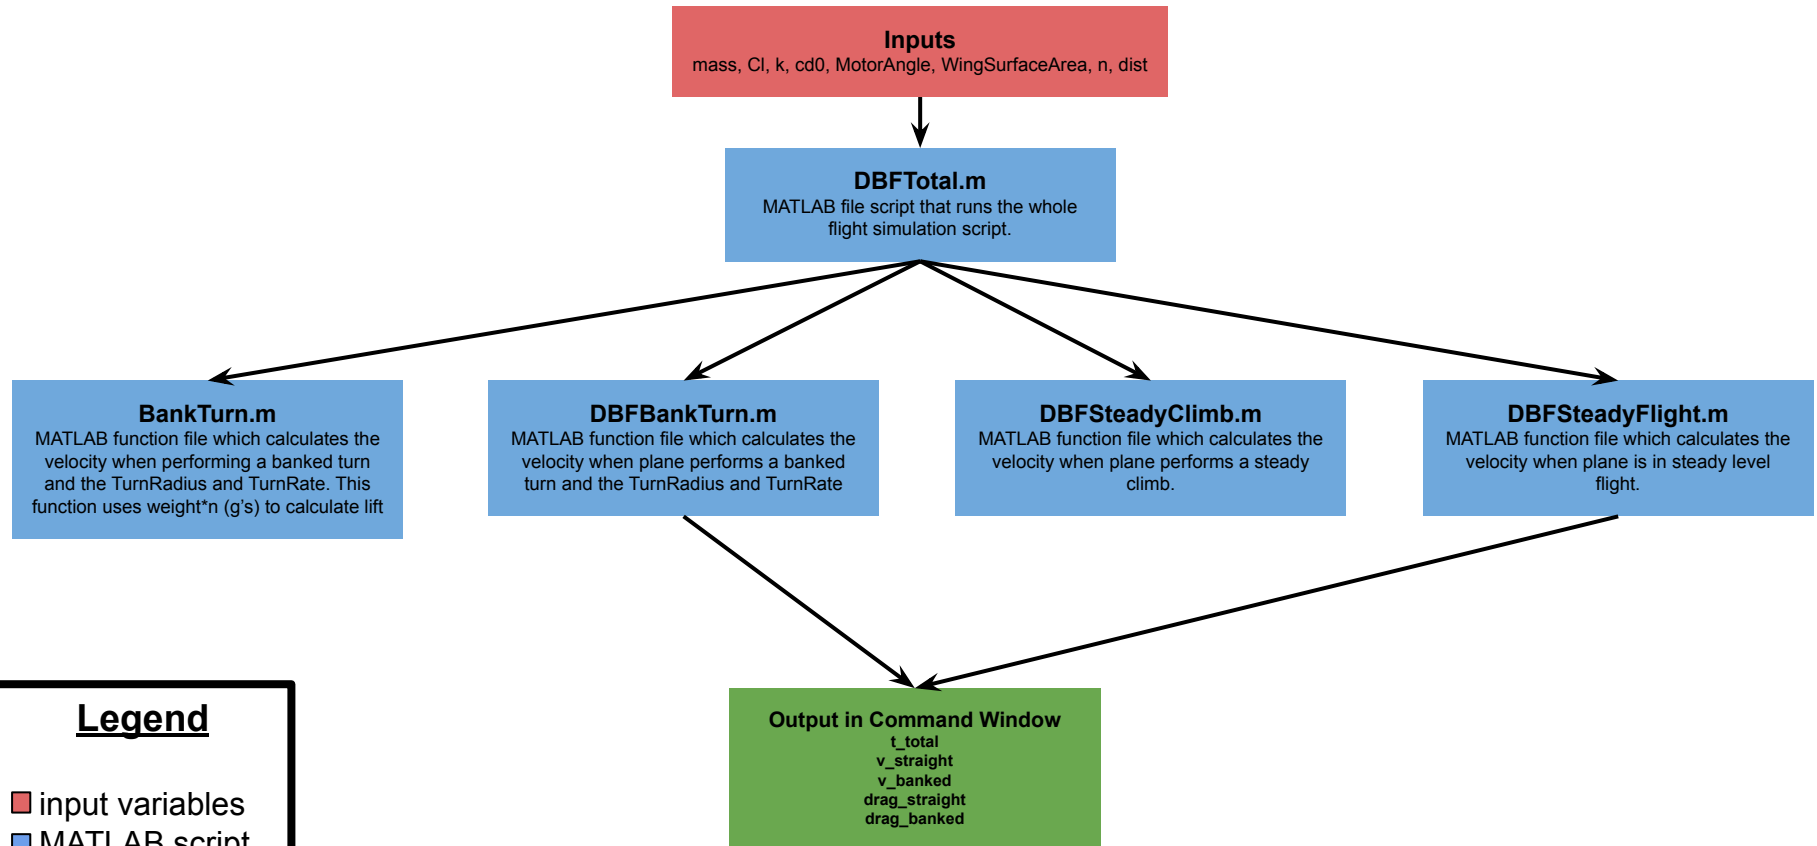 Inputs
mass, Cl, k, cd0, MotorAngle, WingSurfaceArea, n, dist
DBFTotal.m
MATLAB file script that runs the whole
flight simulation script.
BankTurn.m
MATLAB function file which calculates the
velocity when performing a banked turn
and the TurnRadius and TurnRate. This
function uses weight*n (g's) to calculate lift
DBFBankTurn.m
MATLAB function file which calculates the
velocity when plane performs a banked
turn and the TurnRadius and TurnRate
DBFSteadyClimb.m
MATLAB function file which calculates the
velocity when plane performs a steady
climb.
DBFSteadyFlight.m
MATLAB function file which calculates the
velocity when plane is in steady level
flight.
Output in Command Window
t_total
v_straight
v_banked
drag_straight
drag_banked
Legend
input variables
MATLAB script